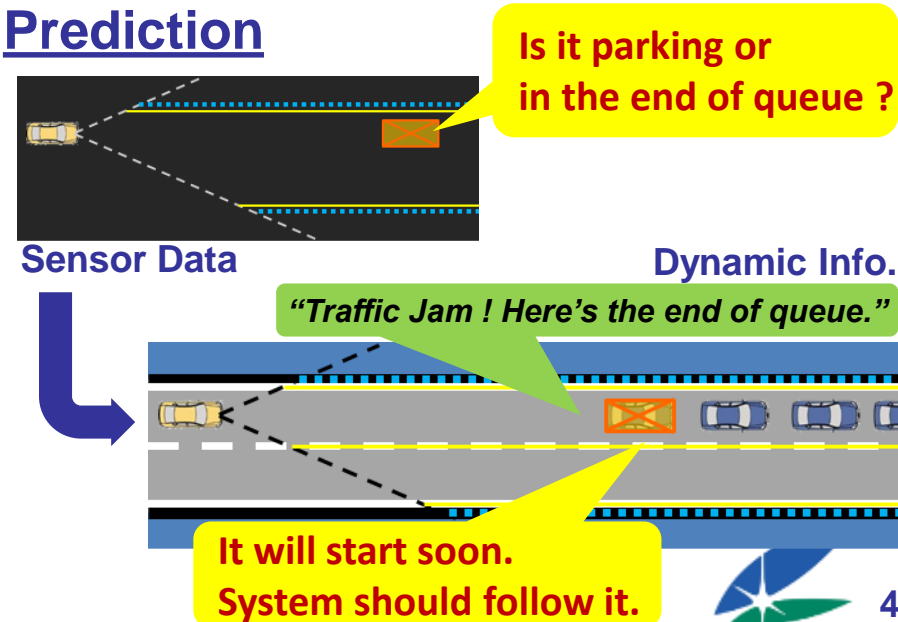 Prediction
Is it parking or
in the end of queue ?
Sensor Data
Dynamic Info.
“Traffic Jam ! Here’s the end of queue.”
It will start soon.
System should follow it.
4